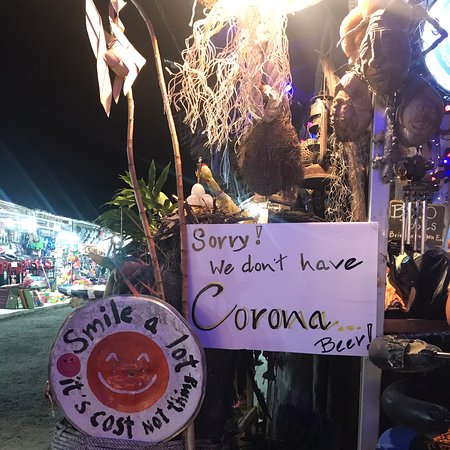 Sorry!
We don't have
Corona...
Beer!
Smile a lot
it's cost not thing